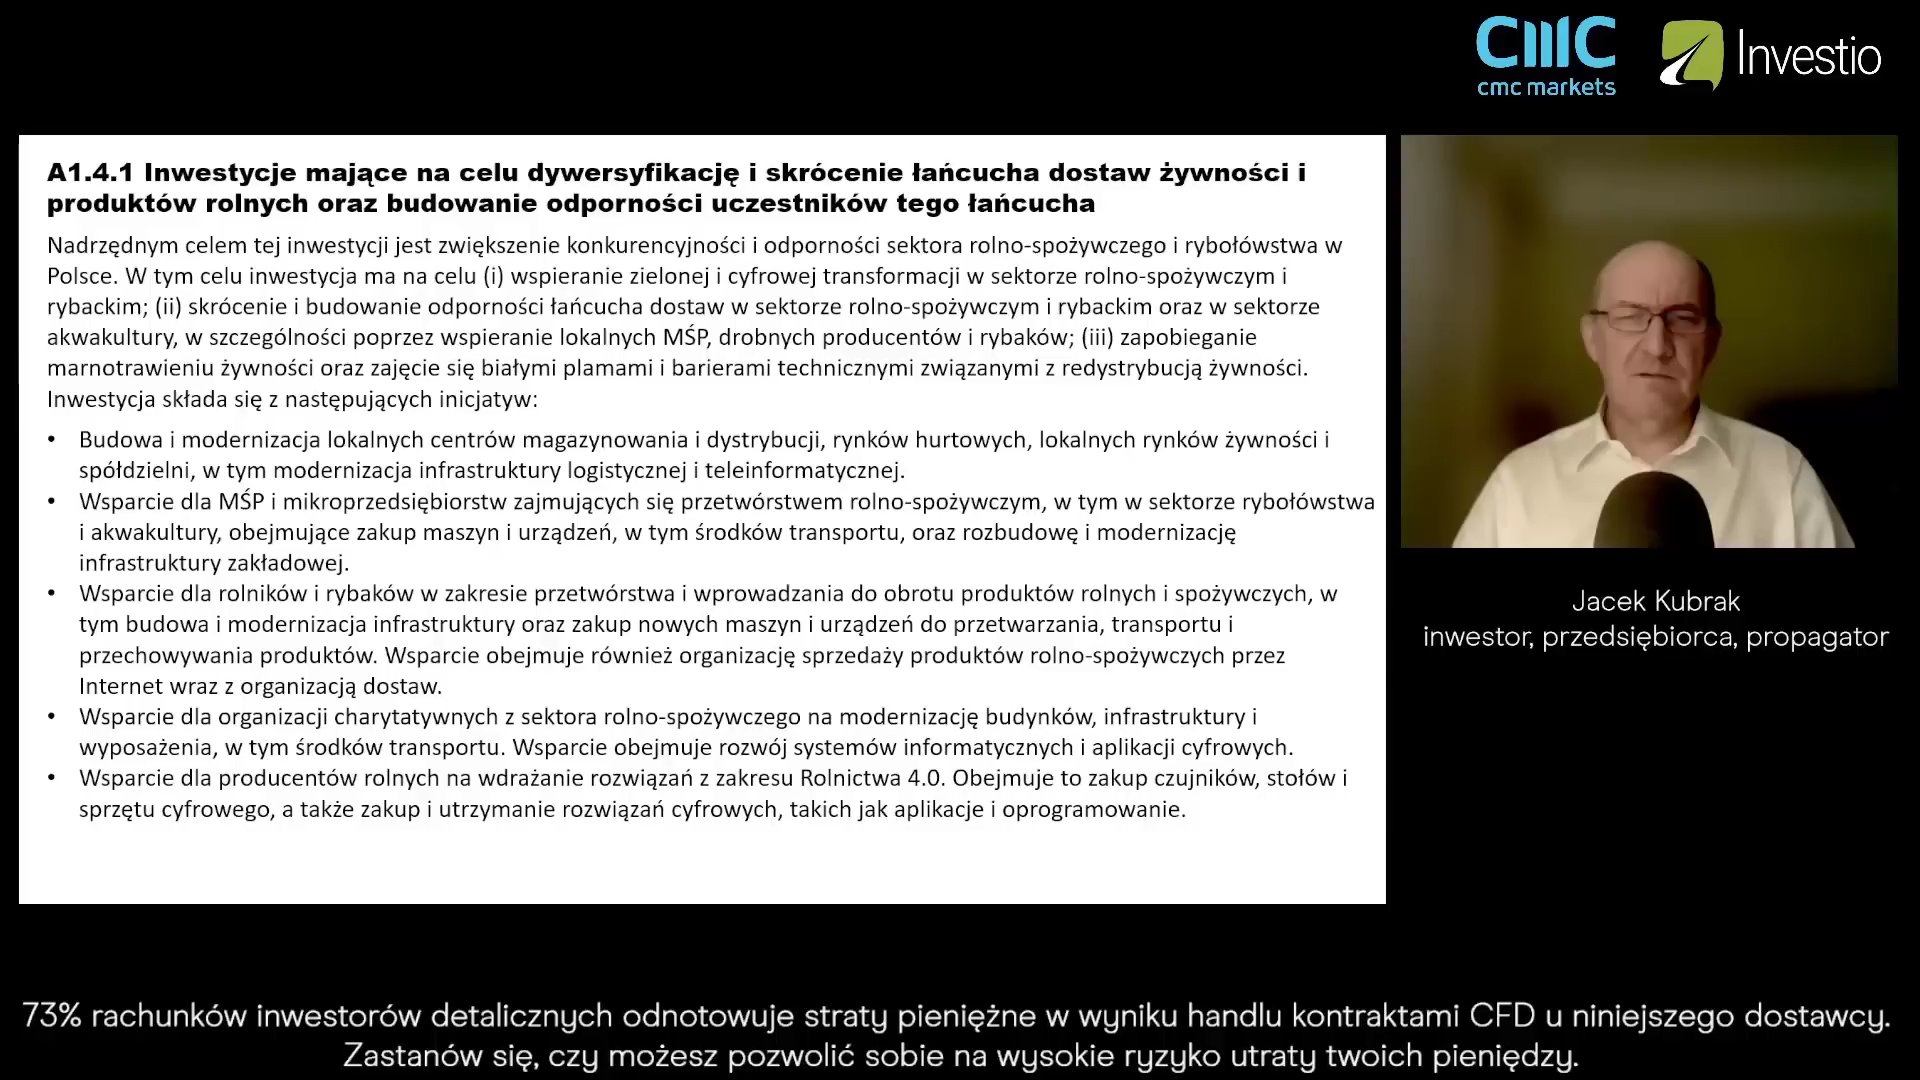 CMC
cmc markets
Investio
A1.4.1 Inwestycje mające na celu dywersyfikację i skrócenie łańcucha dostaw żywności i
produktów rolnych oraz budowanie odporności uczestników tego łańcucha
Nadrzędnym celem tej inwestycji jest zwiększenie konkurencyjności i odporności sektora rolno-spożywczego i rybołówstwa w
Polsce. W tym celu inwestycja ma na celu (i) wspieranie zielonej i cyfrowej transformacji w sektorze rolno-spożywczym i
rybackim; (ii) skrócenie i budowanie odporności łańcucha dostaw w sektorze rolno-spożywczym i rybackim oraz w sektorze
akwakultury, w szczególności poprzez wspieranie lokalnych MŚP, drobnych producentów i rybaków; (iii) zapobieganie
marnotrawieniu żywności oraz zajęcie się białymi plamami i barierami technicznymi związanymi z redystrybucją żywności.
Inwestycja składa się z następujących inicjatyw:
• Budowa i modernizacja lokalnych centrów magazynowania i dystrybucji, rynków hurtowych, lokalnych rynków żywności i
spółdzielni, w tym modernizacja infrastruktury logistycznej i teleinformatycznej.
• Wsparcie dla MŚP i mikroprzedsiębiorstw zajmujących się przetwórstwem rolno-spożywczym, w tym w sektorze rybołówstwa
i akwakultury, obejmujące zakup maszyn i urządzeń, w tym środków transportu, oraz rozbudowę i modernizację
infrastruktury zakładowej.
• Wsparcie dla rolników i rybaków w zakresie przetwórstwa i wprowadzania do obrotu produktów rolnych i spożywczych, w
tym budowa i modernizacja infrastruktury oraz zakup nowych maszyn i urządzeń do przetwarzania, transportu i
przechowywania produktów. Wsparcie obejmuje również organizację sprzedaży produktów rolno-spożywczych przez
Internet wraz z organizacją dostaw.
• Wsparcie dla organizacji charytatywnych z sektora rolno-spożywczego na modernizację budynków, infrastruktury i
wyposażenia, w tym środków transportu. Wsparcie obejmuje rozwój systemów informatycznych i aplikacji cyfrowych.
• Wsparcie dla producentów rolnych na wdrażanie rozwiązań z zakresu Rolnictwa 4.0. Obejmuje to zakup czujników, stołów i
sprzętu cyfrowego, a także zakup i utrzymanie rozwiązań cyfrowych, takich jak aplikacje i oprogramowanie.
Jacek Kubrak
inwestor, przedsiębiorca, propagator
73% rachunków inwestorów detalicznych odnotowuje straty pieniężne w wyniku handlu kontraktami CFD u niniejszego dostawcy.
Zastanów się, czy możesz pozwolić sobie na wysokie ryzyko utraty twoich pieniędzy.